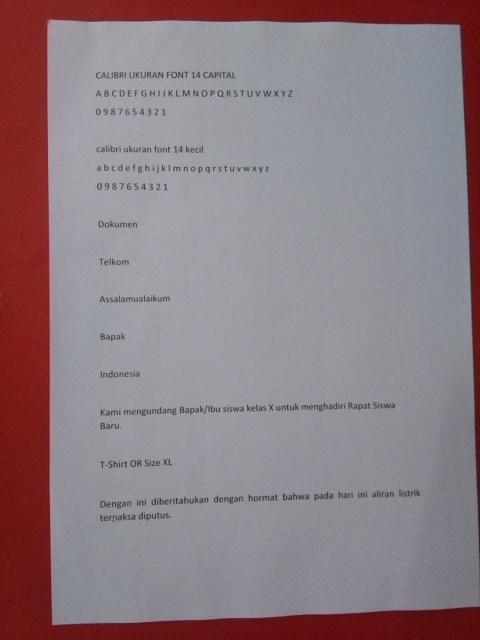 CALIBRI UKURAN FONT 14 CAPITAL
A B C D E F G H I J K L M N O P Q R S T U V W X Y Z
0 9 8 7 6 5 4 3 2 1
calibri ukuran font 14 kecil
a b c d e f g h i j k l m n o p q r s t u v w x y z
0 9 8 7 6 5 4 3 2 1
Dokumen
Telkom
Assalamualaikum
Bapak
Indonesia
Kami mengundang Bapak/Ibu siswa kelas X untuk menghadiri Rapat Siswa
Baru.
T-Shirt OR Size XL
Dengan ini diberitahukan dengan hormat bahwa pada hari ini aliran listrik
terpaksa diputus.